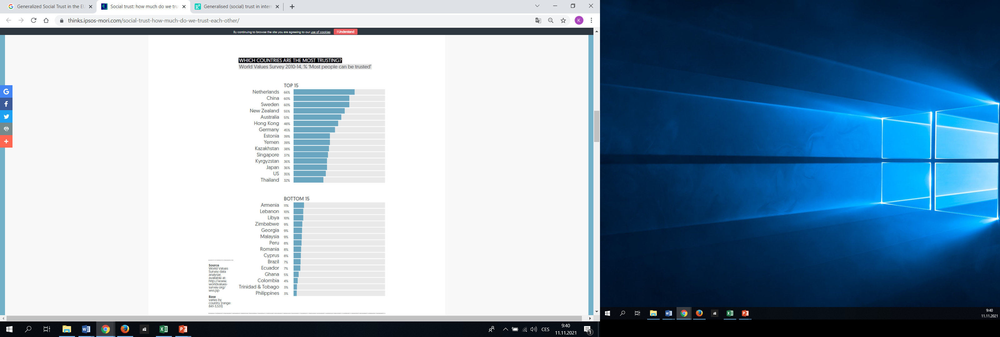 Generalized Social Trust in the EU
Social trust: how much do we tru
Generalised (social) trust in intern
thinks.ipsos-mori.com/social-trust-how-much-do-we-trust-each-other/
K
By continuing to browse the site you are agreeing to our use of cookies
I Understand
WHICH COUNTRIES ARE THE MOST TRUSTING?
World Values Survey 2010-14, % 'Most people can be trusted'
TOP 15
Netherlands 66%
China 60%
Sweden 60%
New Zealand 55%
Australia 51%
Hong Kong 48%
Germany 45%
Estonia 39%
Yemen 39%
Kazakhstan 38%
Singapore 37%
Kyrgyzstan 36%
Japan 36%
US 35%
Thailand 32%
BOTTOM 15
Armenia 11%
Lebanon 10%
Libya 10%
Zimbabwe 9%
Georgia 9%
Malaysia 9%
Peru 8%
Romania 8%
Cyprus 8%
Brazil 7%
Ecuador 7%
Ghana 5%
Colombia 4%
Trinidad & Tobago 3%
Philippines 3%
Source
World Values
Survey data
analyser,
available at:
http://www.
worldvalues-
survey.org/
wvs.jsp
Base
varies by
country (range:
841-3,531)
CES
9:40
11.11.2021
1
9:40
11.11.2021